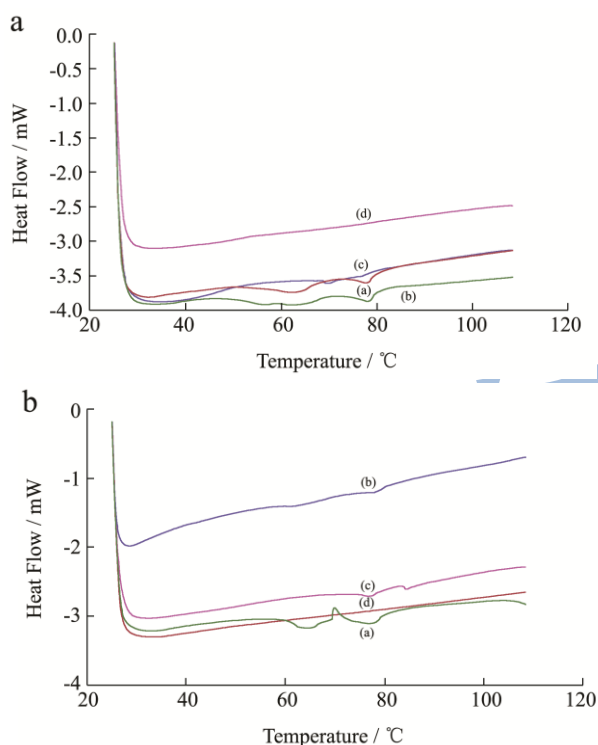 a
0.0
-0.5
-1.0
-1.5
-2.0
-2.5
-3.0
-3.5
-4.0
Heat Flow / mW
(d)
(c)
(a)
(b)
20 40 60 80 100 120
Temperature / ℃
b
0
-1
-2
-3
-4
Heat Flow / mW
(b)
(c)
(d)
(a)
20 40 60 80 100 120
Temperature / ℃